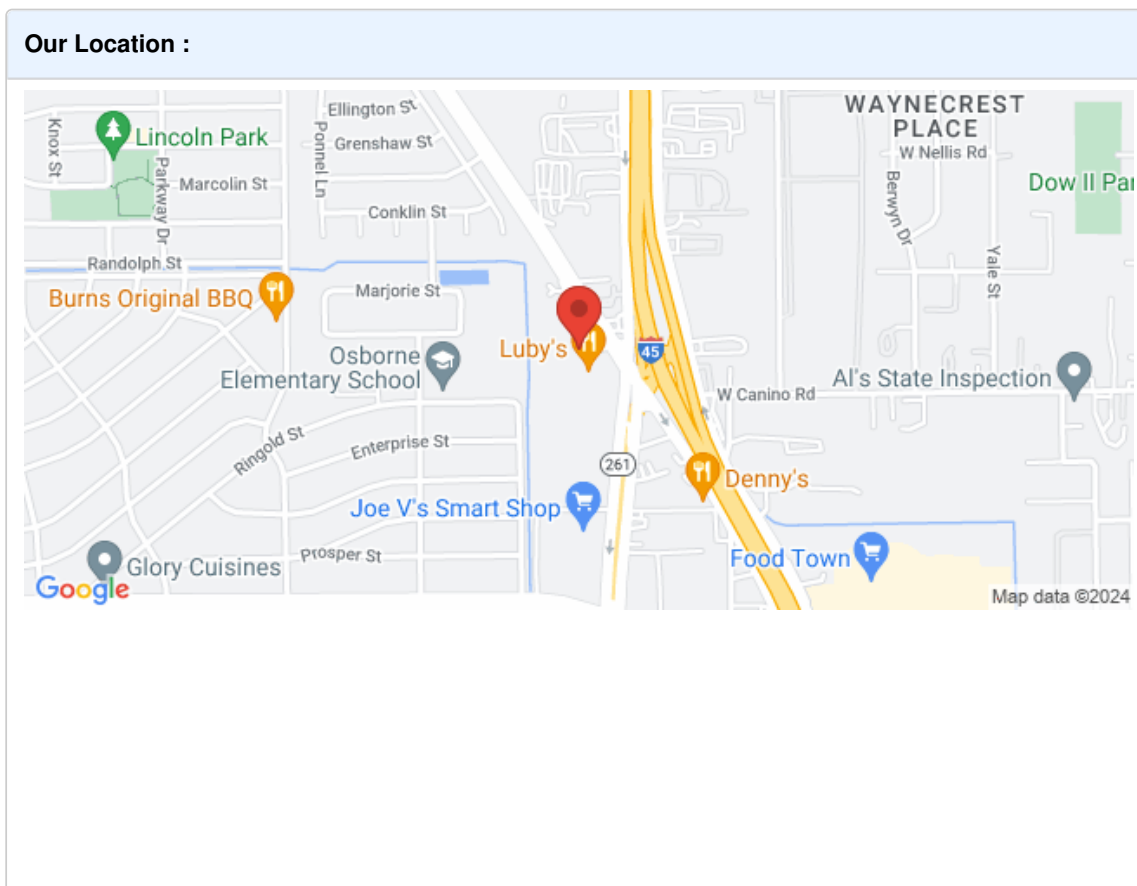 Our Location :
Ellington St
WAYNECREST
PLACE
Knox St
Lincoln Park
Ponnel Ln
Grenshaw St
W Nellis Rd
Parkway Dr
Marcolin St
Berwyn Dr
Dow II Par
Conklin St
Randolph St
Yale St
Burns Original BBQ
Marjorie St
Luby's
45
Osborne
Elementary School
Al's State Inspection
W Canino Rd
Ringold St
Enterprise St
261
Denny's
Joe V's Smart Shop
Prosper St
Food Town
Glory Cuisines
Google
Map data ©2024